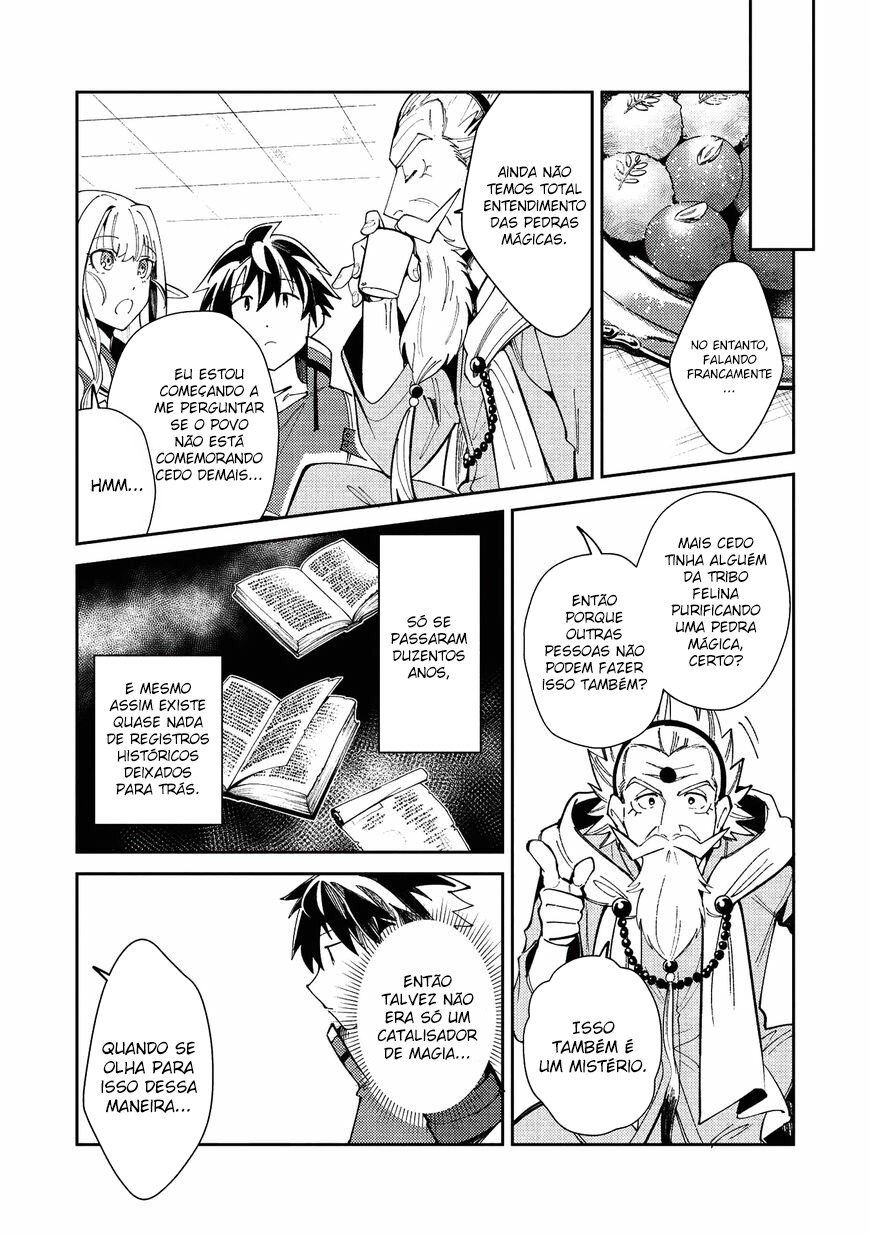 NO ENTANTO,
FALANDO
FRANCAMENTE
...
AINDA NÃO
TEMOS TOTAL
ENTENDIMENTO
DAS PEDRAS
MÁGICAS.
EU ESTOU
COMEÇANDO A
ME PERGUNTAR
SE O POVO
NÃO ESTÁ
COMEMORANDO
CEDO DEMAIS...
HMM...
MAIS CEDO
TINHA ALGUÉM
DA TRIBO
FELINA
PURIFICANDO
UMA PEDRA
MÁGICA,
CERTO?
ENTÃO
PORQUE
OUTRAS
PESSOAS NÃO
PODEM FAZER
ISSO TAMBÉM?
ISSO
TAMBÉM É
UM MISTÉRIO.
SÓ SE
PASSARAM
DUZENTOS
ANOS,
E MESMO
ASSIM EXISTE
QUASE NADA
DE REGISTROS
HISTÓRICOS
DEIXADOS
PARA TRÁS.
ENTÃO
TALVEZ NÃO
ERA SÓ UM
CATALISADOR
DE MAGIA...
QUANDO SE
OLHA PARA
ISSO DESSA
MANEIRA...